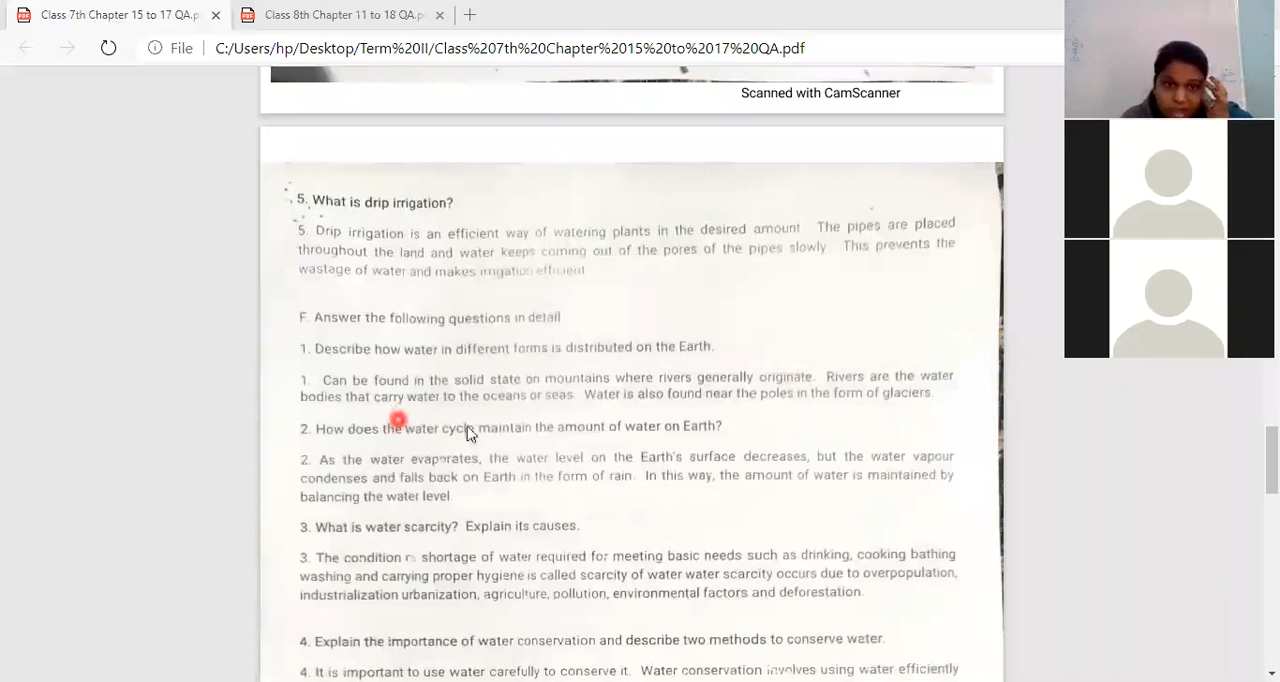 Class 7th Chapter 15 to 17 QA.p
Class 8th Chapter 11 to 18 QA.p
File
C:/Users/hp/Desktop/Term%20II/Class%207th%20Chapter%2015%20to%2017%20QA.pdf
Scanned with CamScanner
5. What is drip irrigation?
5. Drip irrigation is an efficient way of watering plants in the desired amount The pipes are placed
throughout the land and water keeps coming out of the pores of the pipes slowly This prevents the
wastage of water and makes irrigation efficient
F. Answer the following questions in detail
1. Describe how water in different forms is distributed on the Earth.
1. Can be found in the solid state on mountains where rivers generally originate. Rivers are the water
bodies that carry water to the oceans or seas Water is also found near the poles in the form of glaciers.
2. How does the water cycle maintain the amount of water on Earth?
2. As the water evaporates, the water level on the Earth's surface decreases, but the water vapour
condenses and falls back on Earth in the form of rain. In this way, the amount of water is maintained by
balancing the water level.
3. What is water scarcity? Explain its causes.
3. The condition shortage of water required for meeting basic needs such as drinking, cooking bathing
washing and carrying proper hygiene is called scarcity of water water scarcity occurs due to overpopulation,
industrialization urbanization, agriculture, pollution, environmental factors and deforestation.
4. Explain the importance of water conservation and describe two methods to conserve water.
4. It is important to use water carefully to conserve it. Water conservation involves using water efficiently